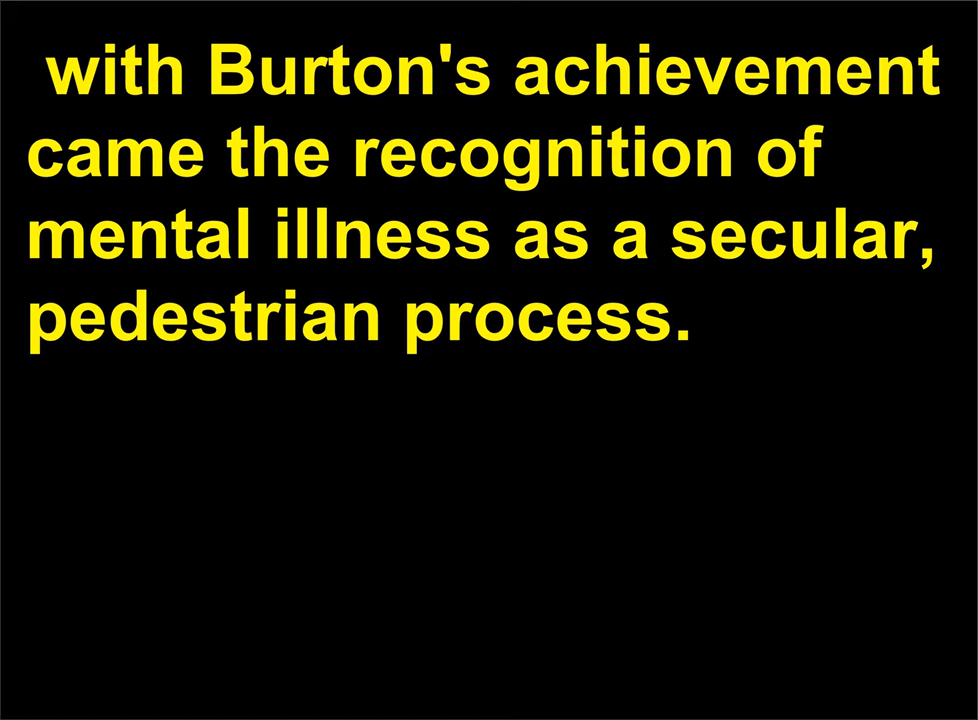 with Burton's achievement
came the recognition of
mental illness as a secular,
pedestrian process.